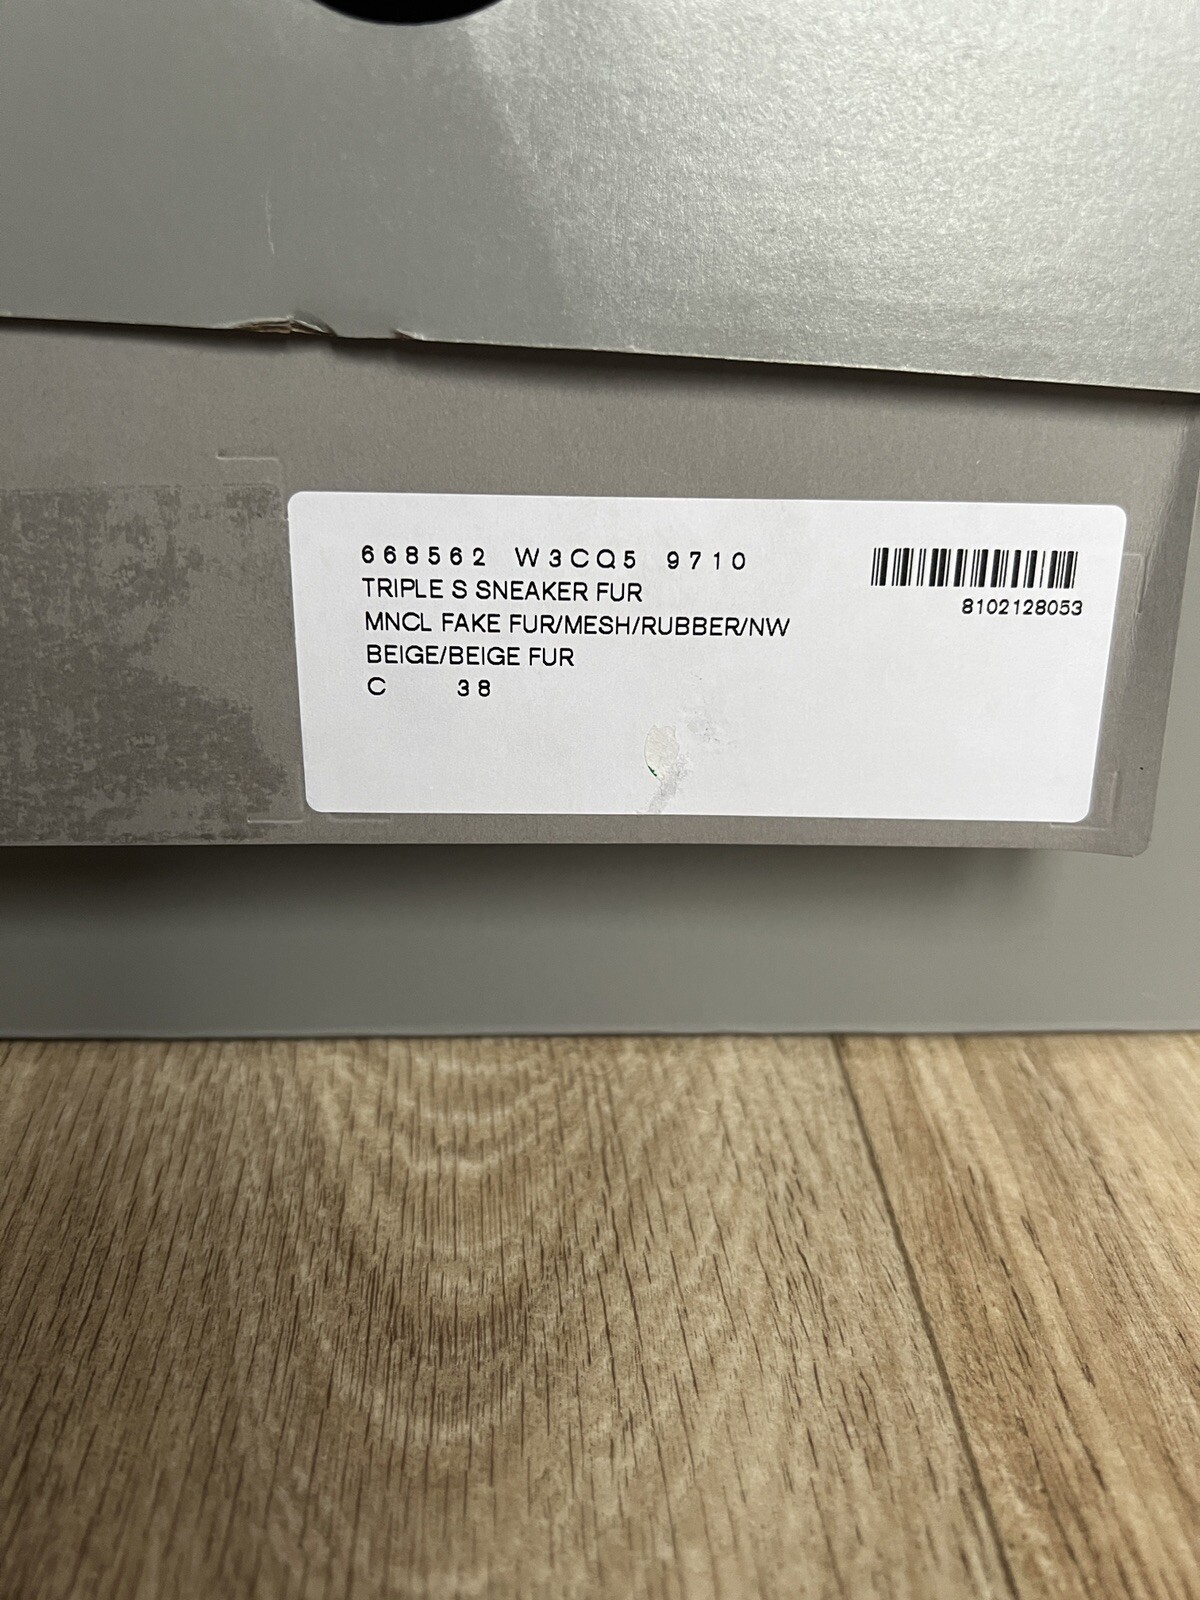 668562 W3CQ5 9710
8102128053
TRIPLE S SNEAKER FUR
MNCL FAKE FUR/MESH/RUBBER/NW
BEIGE/BEIGE FUR
C 38